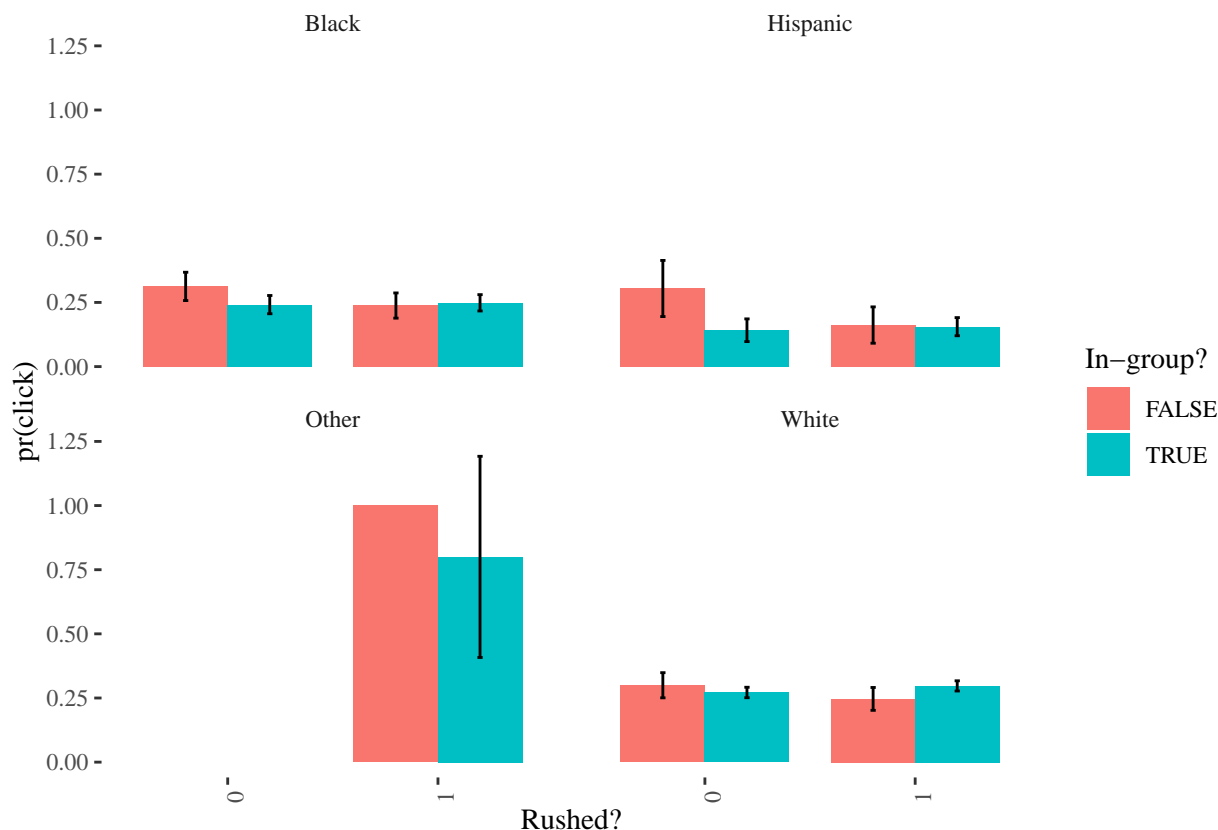 Black
Hispanic
1.25
1.00
0.75
0.50
0.25
0.00
Other
White
1.25
1.00
0.75
0.50
0.25
0.00
0
1
0
1
Rushed?
pr(click)
In−group?
FALSE
TRUE